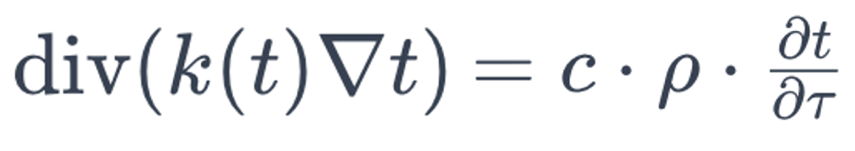 div(k(t)∇t) = c · ρ · ∂t/∂τ